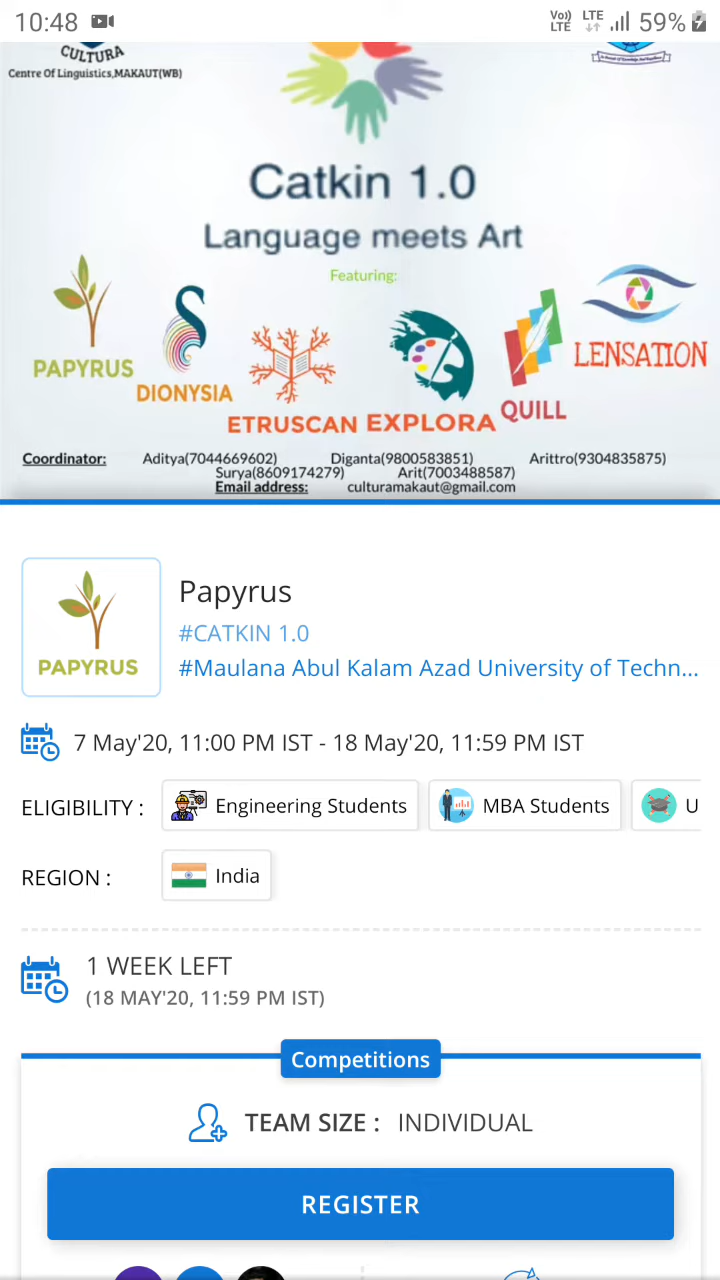 10:48
Vo)) LTE LTE 59%
CULTURA
Centre Of Linguistics,MAKAUT(WB)
Catkin 1.0
Language meets Art
Featuring:
PAPYRUS
DIONYSIA
ETRUSCAN
EXPLORA
QUILL
LENSATION
Coordinator: Aditya(7044669602) Diganta(9800583851) Arittro(9304835875)
Surya(8609174279) Arit(7003488587)
Email address: culturamakaut@gmail.com
PAPYRUS
Papyrus
#CATKIN 1.0
#Maulana Abul Kalam Azad University of Techn...
7 May'20, 11:00 PM IST - 18 May'20, 11:59 PM IST
ELIGIBILITY : Engineering Students MBA Students U
REGION : India
1 WEEK LEFT
(18 MAY'20, 11:59 PM IST)
Competitions
TEAM SIZE : INDIVIDUAL
REGISTER